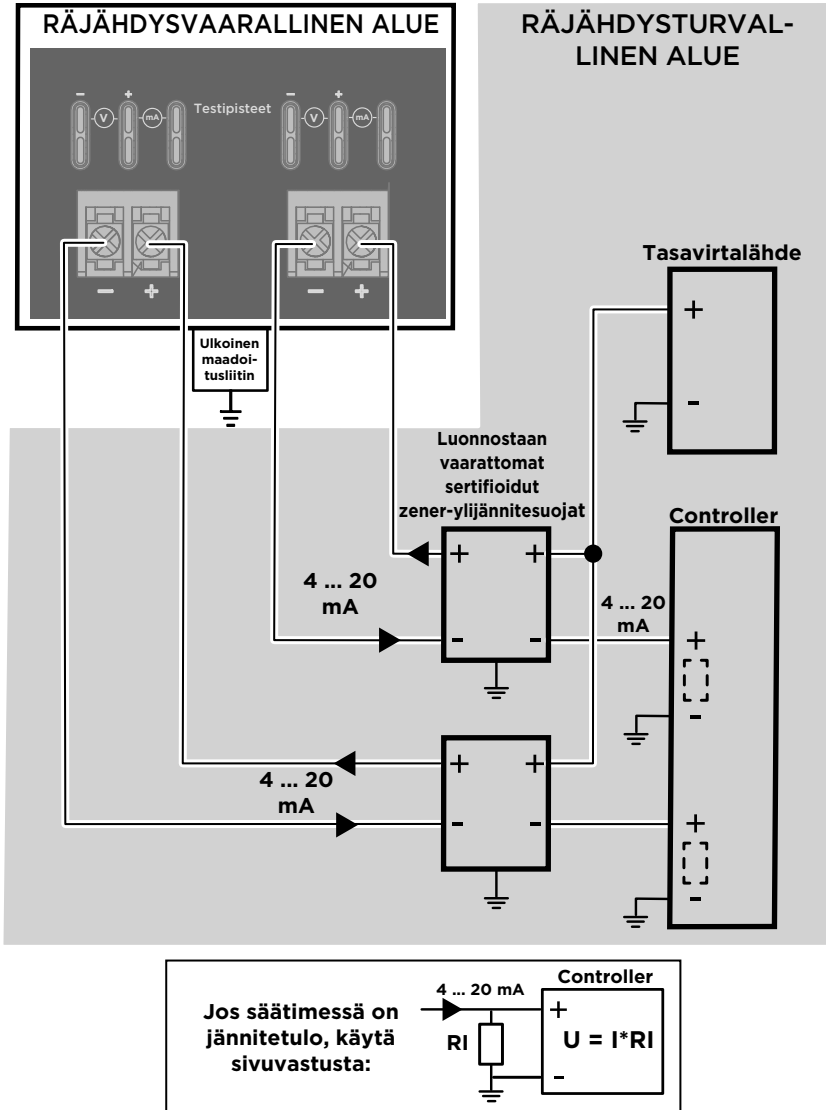 RÄJÄHDYSVAARALLINEN ALUE
RÄJÄHDYSTURVAL-
LINEN ALUE
- + - +
V mA Testipisteet V mA
- + - +
Ulkoinen
maadoi-
tusliitin
Tasavirtalähde
+
-
Luonnostaan
vaarattomat
sertifioidut
zener-ylijännitesuojat
Controller
+ +
4 ... 20
mA
4 ... 20
mA
- -
+
-
+ +
4 ... 20
mA
- -
+
-
Jos säätimessä on
jännitetulo, käytä
sivuvastusta:
4 ... 20 mA
Controller
+
RI
U = I*RI
-